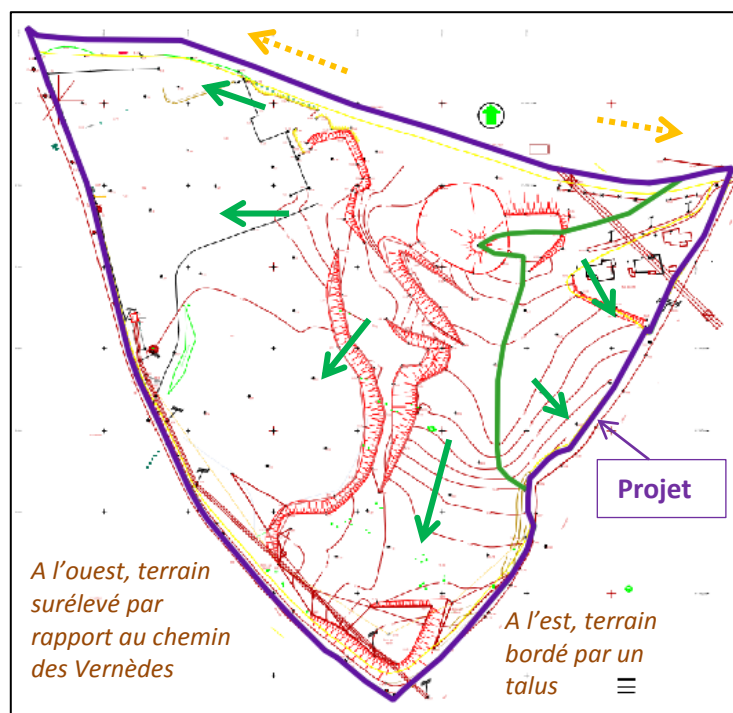 Projet
A l'ouest, terrain
surélevé par
rapport au chemin
des Vernèdes
A l'est, terrain
bordé par un
talus